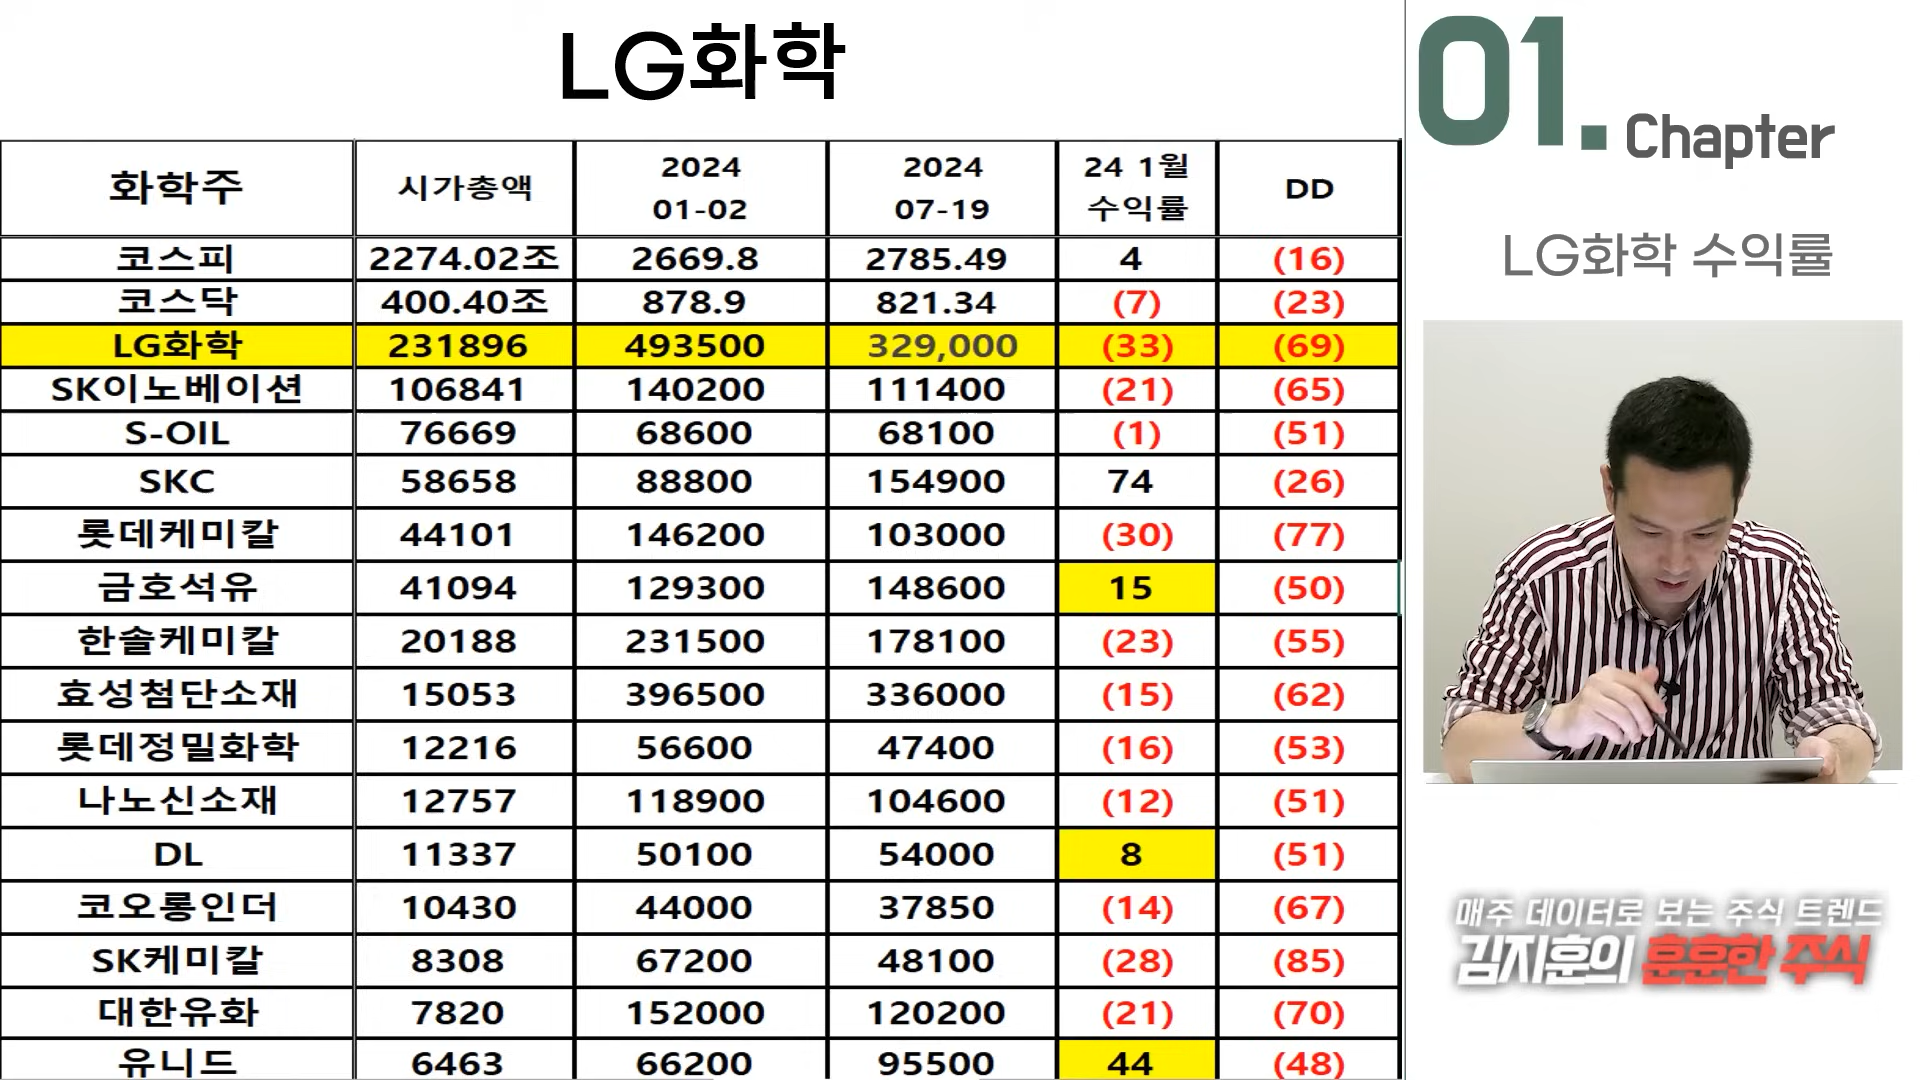 LG화학
화학주 시가총액 2024 01-02 2024 07-19 24 1월 수익률 DD
코스피 2274.02조 2669.8 2785.49 4 (16)
코스닥 400.40조 878.9 821.34 (7) (23)
LG화학 231896 493500 329,000 (33) (69)
SK이노베이션 106841 140200 111400 (21) (65)
S-OIL 76669 68600 68100 (1) (51)
SKC 58658 88800 154900 74 (26)
롯데케미칼 44101 146200 103000 (30) (77)
금호석유 41094 129300 148600 15 (50)
한솔케미칼 20188 231500 178100 (23) (55)
효성첨단소재 15053 396500 336000 (15) (62)
롯데정밀화학 12216 56600 47400 (16) (53)
나노신소재 12757 118900 104600 (12) (51)
DL 11337 50100 54000 8 (51)
코오롱인더 10430 44000 37850 (14) (67)
SK케미칼 8308 67200 48100 (28) (85)
대한유화 7820 152000 120200 (21) (70)
유니드 6463 66200 95500 44 (48)
01. Chapter
LG화학 수익률
매주 데이터로 보는 주식 트렌드
김지훈의 훈훈한 주식